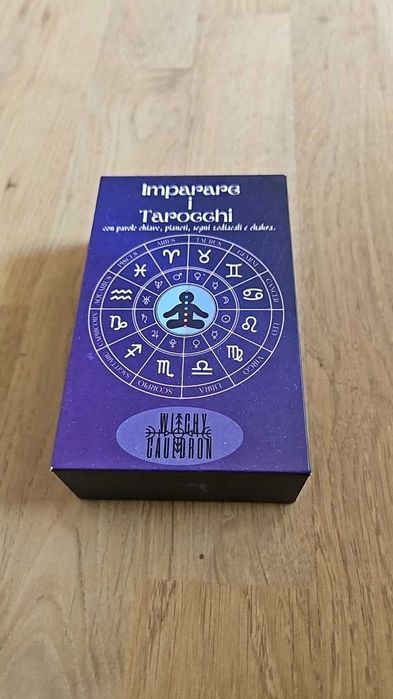 Imparare
i
Tarocchi
con parole chiave, pianeti, segni zodiacali e chakra.
ARIES
TAURUS
GEMINI
CANCER
LEO
VIRGO
LIBRA
SCORPIO
SAGITTARIUS
CAPRICORN
AQUARIUS
PISCES
WITCHY
CAULDRON